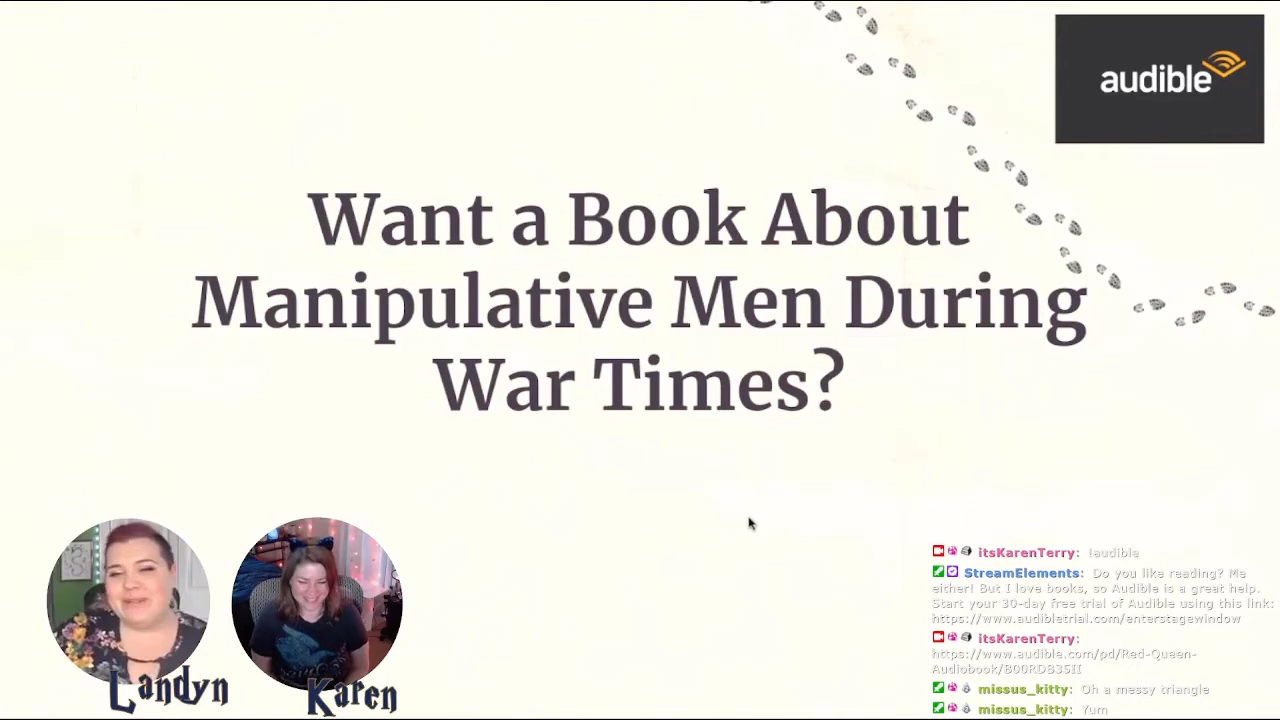 audible
Want a Book About
Manipulative Men During
War Times?
Landyn
Karen
itsKarenTerry: !audible
StreamElements: Do you like reading? Me
either! But I love books, so Audible is a great help.
Start your 30-day free trial of Audible using this link:
https://www.audibletrial.com/enterstagewindow
itsKarenTerry:
https://www.audible.com/pd/Red-Queen-
Audiobook/B00RDB35II
missus_kitty: Oh a messy triangle
missus_kitty: Yum